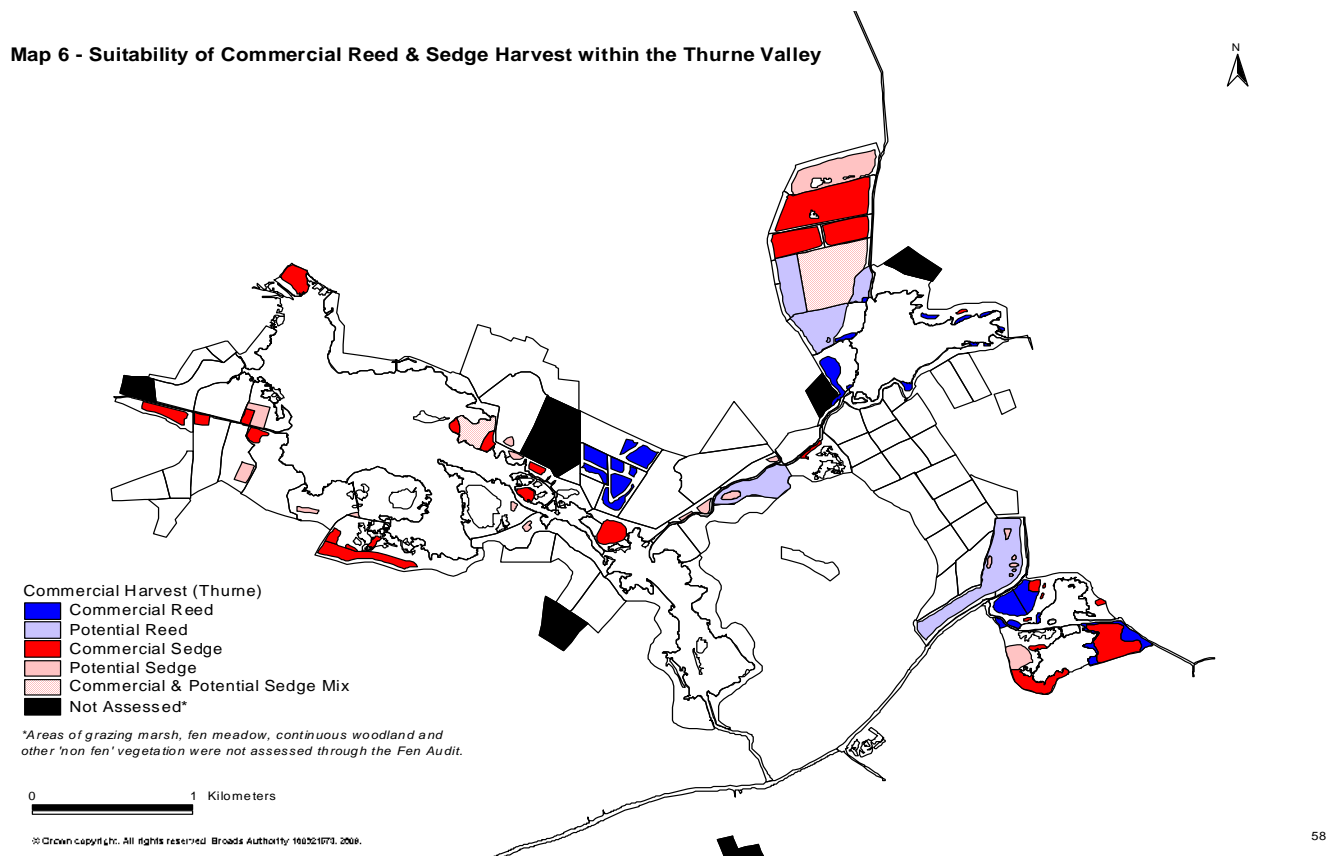 Map 6 - Suitability of Commercial Reed & Sedge Harvest within the Thurne Valley
N
Commercial Harvest (Thurne)
Commercial Reed
Potential Reed
Commercial Sedge
Potential Sedge
Commercial & Potential Sedge Mix
Not Assessed*
*Areas of grazing marsh, fen meadow, continuous woodland and
other 'non fen' vegetation were not assessed through the Fen Audit.
0 1 Kilometers
© Crown copyright. All rights reserved. Broads Authority
58